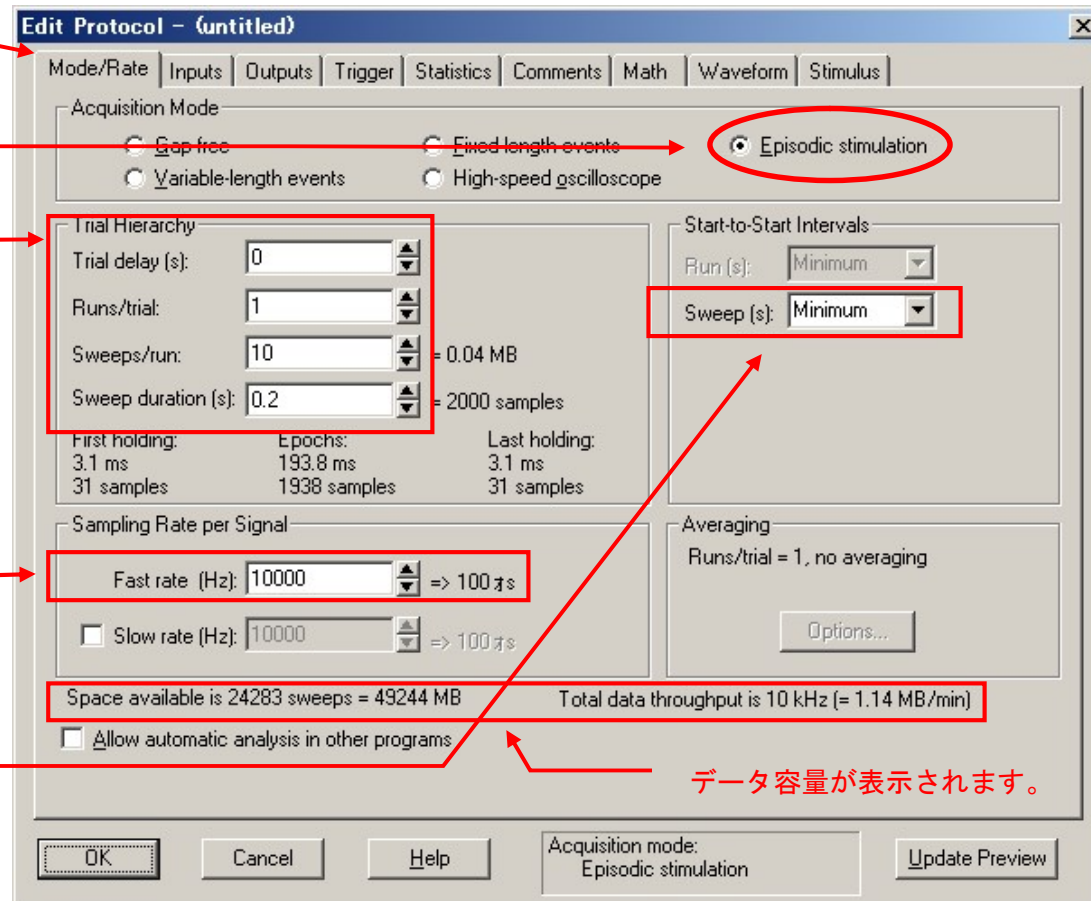 Edit Protocol - (untitled)
Mode/Rate Inputs Outputs Trigger Statistics Comments Math Waveform Stimulus
Acquisition Mode
Gap free Fixed-length events Episodic stimulation
Variable-length events High-speed oscilloscope
Trial Hierarchy
Trial delay (s): 0
Runs/trial: 1
Sweeps/run: 10 = 0.04 MB
Sweep duration (s): 0.2 = 2000 samples
First holding: Epochs: Last holding:
3.1 ms 193.8 ms 3.1 ms
31 samples 1938 samples 31 samples
Start-to-Start Intervals
Run (s): Minimum
Sweep (s): Minimum
Sampling Rate per Signal
Fast rate (Hz): 10000 => 100 ｵs
Slow rate (Hz): 10000 => 100 ｵs
Averaging
Runs/trial = 1, no averaging
Options...
Space available is 24283 sweeps = 49244 MB Total data throughput is 10 kHz (= 1.14 MB/min)
Allow automatic analysis in other programs
データ容量が表示されます。
OK Cancel Help Acquisition mode: Episodic stimulation Update Preview